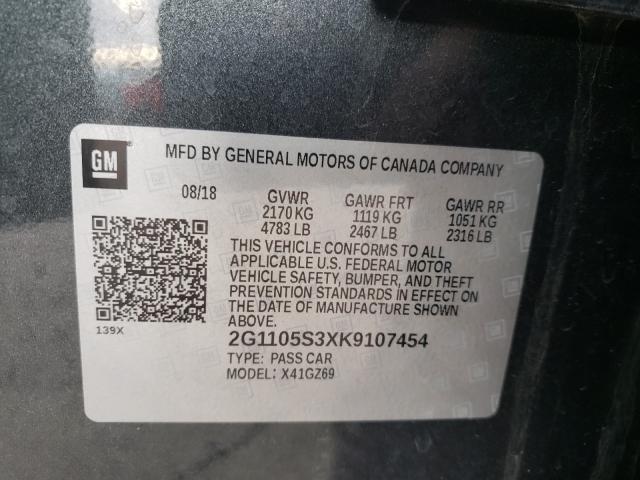 GM
MFD BY GENERAL MOTORS OF CANADA COMPANY
08/18 GVWR GAWR FRT GAWR RR
2170 KG 1119 KG 1051 KG
4783 LB 2467 LB 2316 LB
THIS VEHICLE CONFORMS TO ALL
APPLICABLE U.S. FEDERAL MOTOR
VEHICLE SAFETY, BUMPER, AND THEFT
PREVENTION STANDARDS IN EFFECT ON
THE DATE OF MANUFACTURE SHOWN
ABOVE.
139X
2G1105S3XK9107454
TYPE: PASS CAR
MODEL: X41GZ69